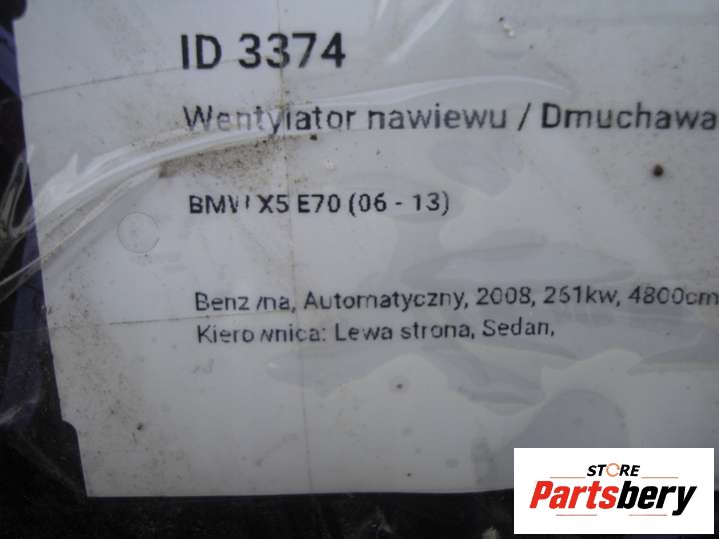 ID 3374
Wentylator nawiewu / Dmuchawa
BMW X5 E70 (06 - 13)
Benzyna, Automatyczny, 2008, 261kw, 4800cm
Kierownica: Lewa strona, Sedan,
STORE
Partsbery